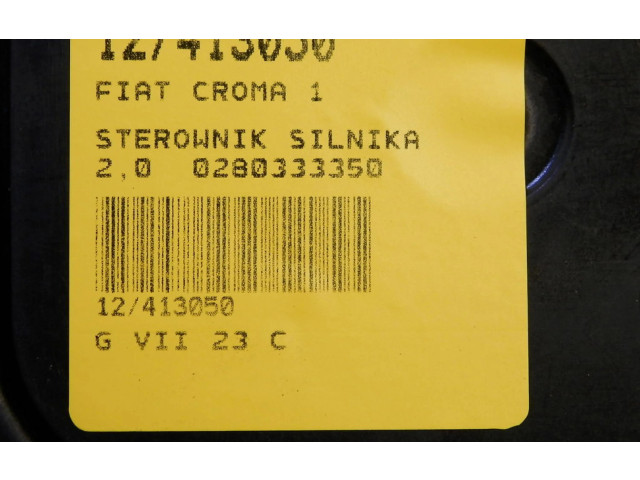 12/413050
FIAT CROMA 1
STEROWNIK SILNIKA
2,0 0280333350
12/413050
G VII 23 C